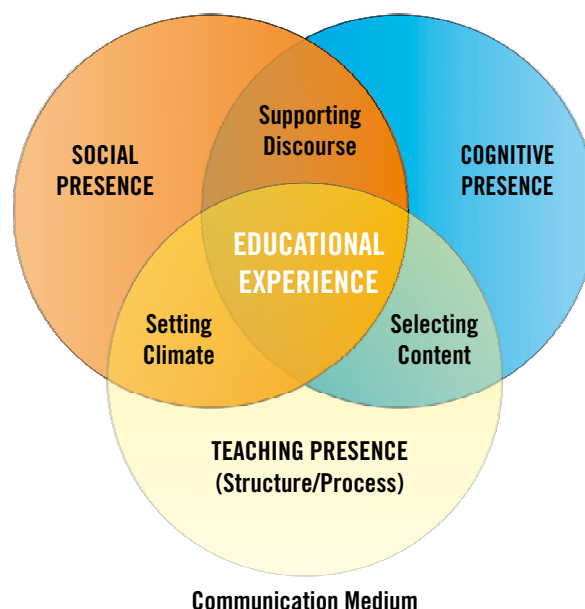 Supporting
Discourse
SOCIAL
PRESENCE
COGNITIVE
PRESENCE
EDUCATIONAL
EXPERIENCE
Setting
Climate
Selecting
Content
TEACHING PRESENCE
(Structure/Process)
Communication Medium